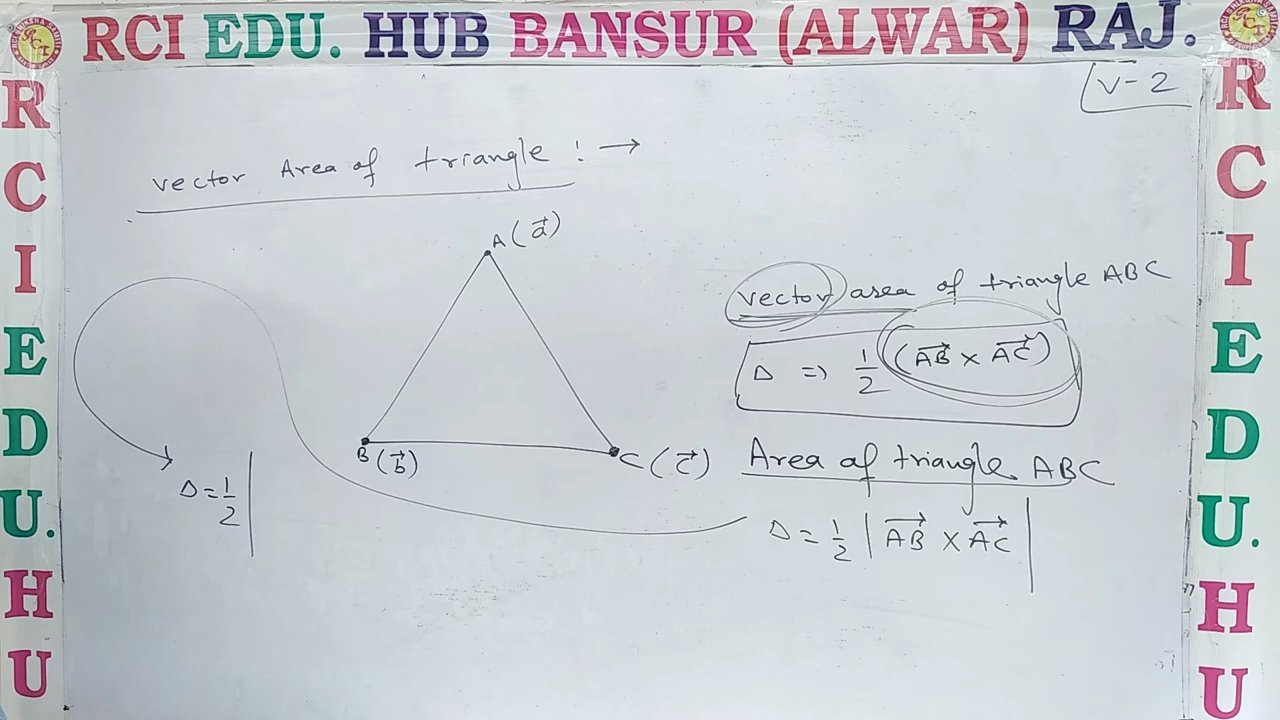 RCI EDU. HUB BANSUR (ALWAR) RAJ.
V-2
vector Area of triangle : →
A(a⃗)
B(b⃗)
C(c⃗)
vector area of triangle ABC
Δ ⇒ 1/2 (AB⃗ × AC⃗)
Area of triangle ABC
Δ = 1/2 |AB⃗ × AC⃗|
Δ = 1/2 |
R
C
I
E
D
U.
H
U
R
C
I
E
D
U.
H
U